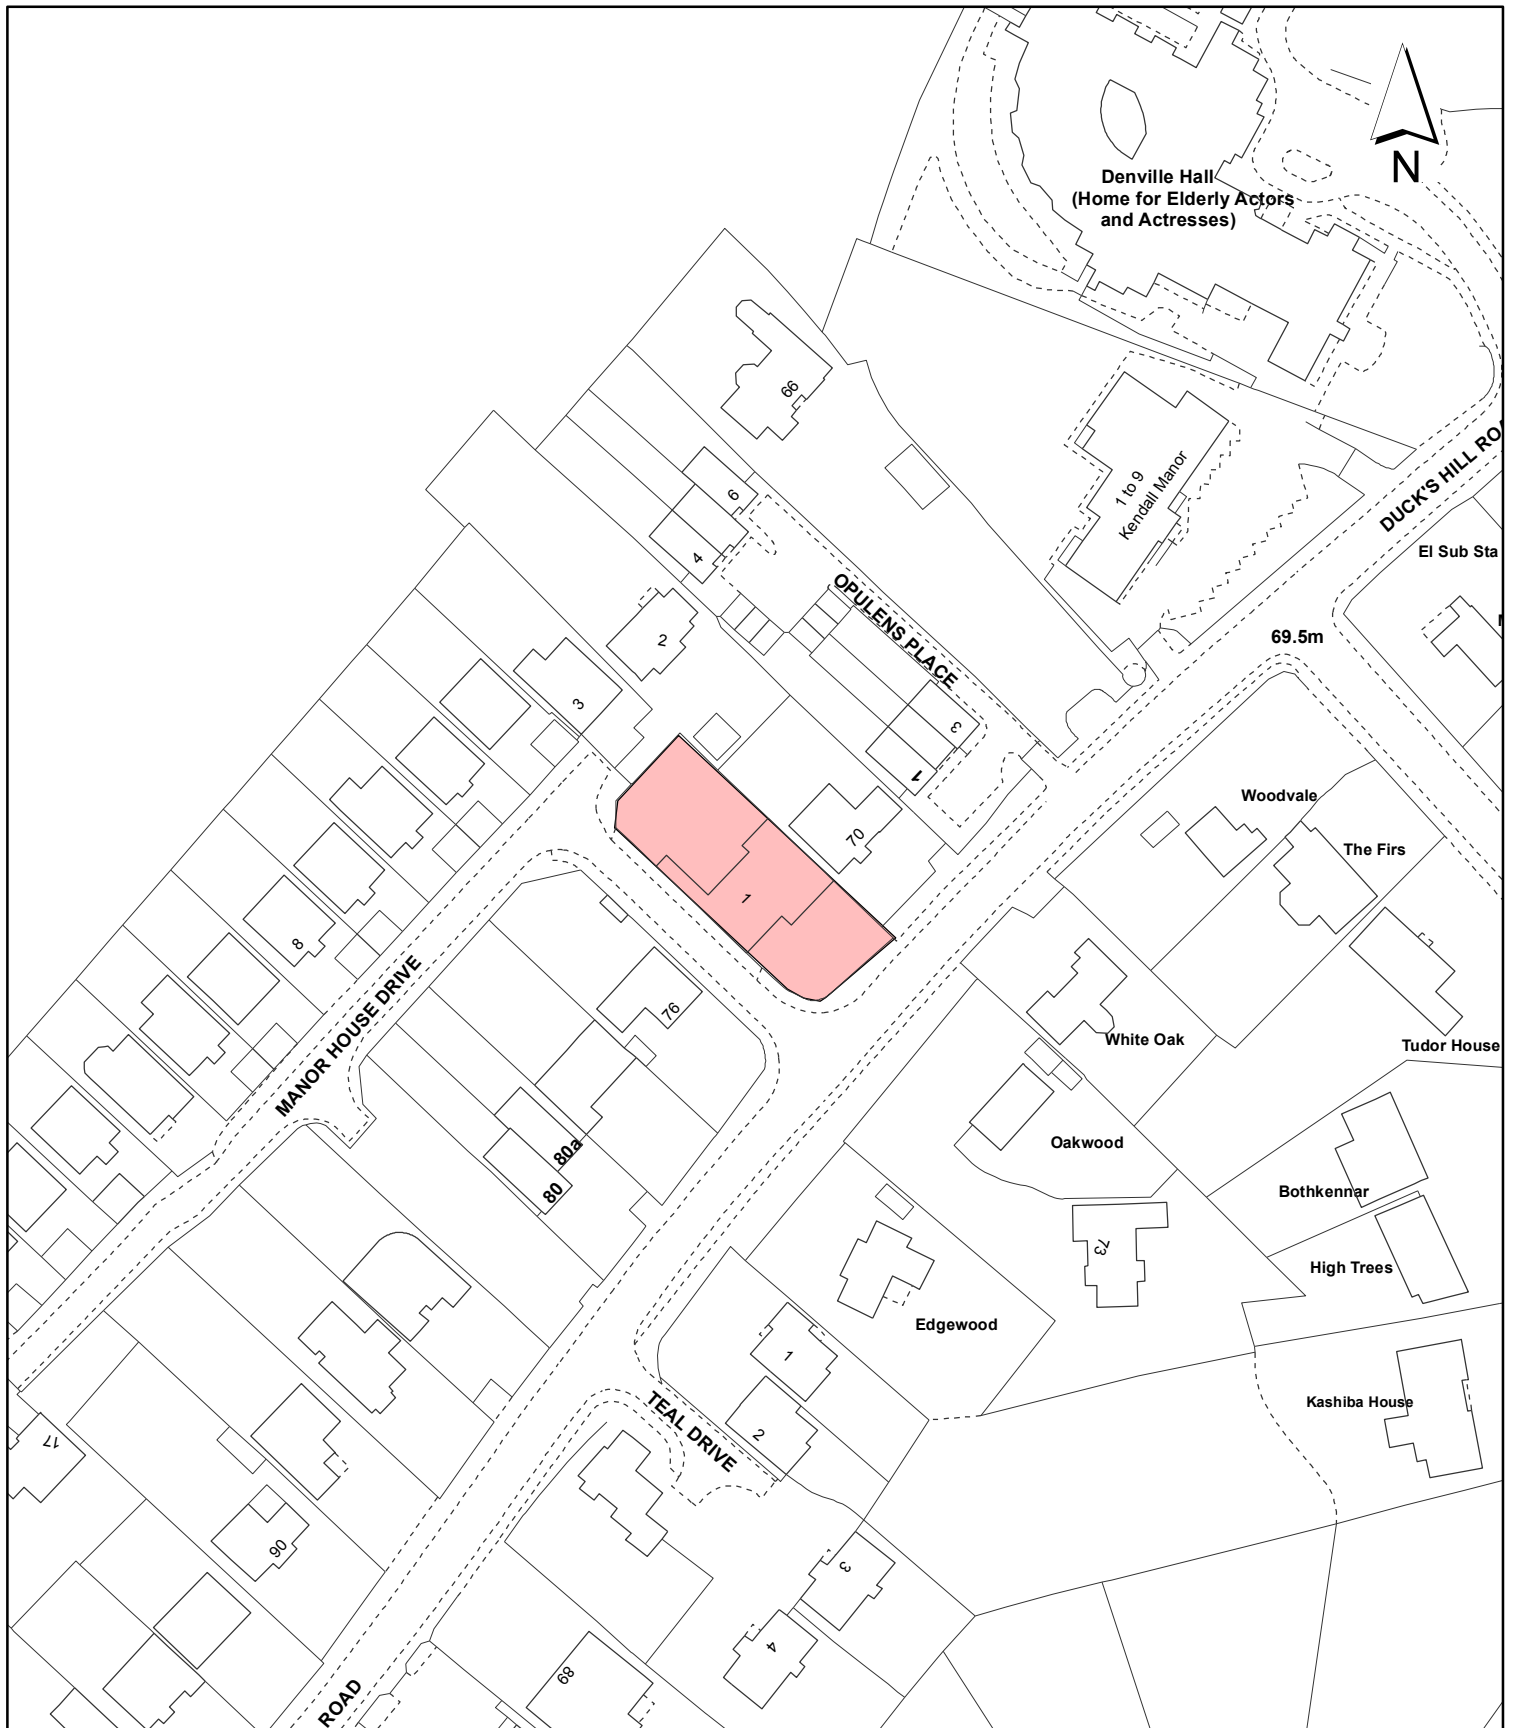 N
Denville Hall
(Home for Elderly Actors
and Actresses)
66
6
4
1 to 9
Kendall Manor
DUCK'S HILL RO
El Sub Sta
OPULENS PLACE
69.5m
2
3
3
1
70
Woodvale
The Firs
1
8
MANOR HOUSE DRIVE
76
White Oak
Tudor House
80a
80
Oakwood
Bothkennar
73
High Trees
Edgewood
1
Kashiba House
TEAL DRIVE
2
17
90
3
4
68
ROAD